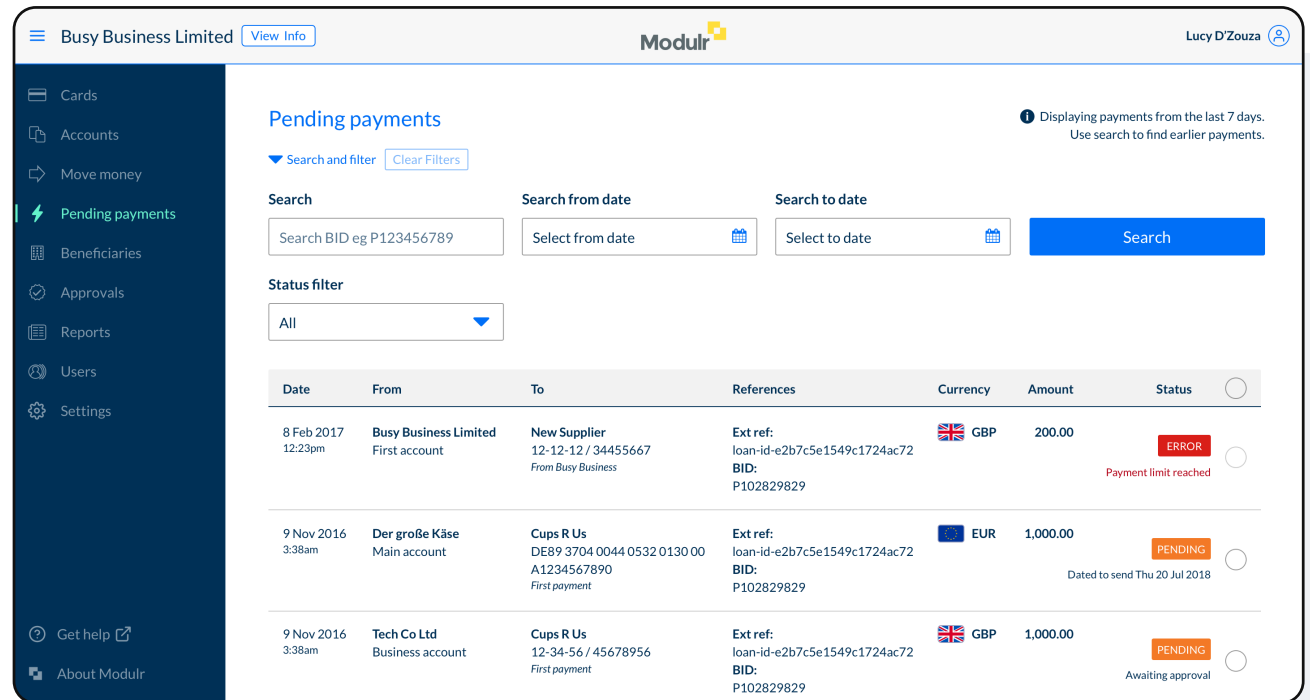 Busy Business Limited View Info
Modulr
Lucy D'Zouza
Cards
Accounts
Move money
Pending payments
Beneficiaries
Approvals
Reports
Users
Settings
Get help
About Modulr
Pending payments
Displaying payments from the last 7 days.
Use search to find earlier payments.
Search and filter Clear Filters
Search Search from date Search to date
Search BID eg P123456789 Select from date Select to date Search
Status filter
All
Date From To References Currency Amount Status
8 Feb 2017 Busy Business Limited New Supplier Ext ref: GBP 200.00
12:23pm First account 12-12-12 / 34455667 loan-id-e2b7c5e1549c1724ac72 ERROR
From Busy Business BID: Payment limit reached
P102829829
9 Nov 2016 Der große Käse Cups R Us Ext ref: EUR 1,000.00
3:38am Main account DE89 3704 0044 0532 0130 00 loan-id-e2b7c5e1549c1724ac72 PENDING
A1234567890 BID: Dated to send Thu 20 Jul 2018
First payment P102829829
9 Nov 2016 Tech Co Ltd Cups R Us Ext ref: GBP 1,000.00
3:38am Business account 12-34-56 / 45678956 loan-id-e2b7c5e1549c1724ac72 PENDING
First payment BID: Awaiting approval
P102829829